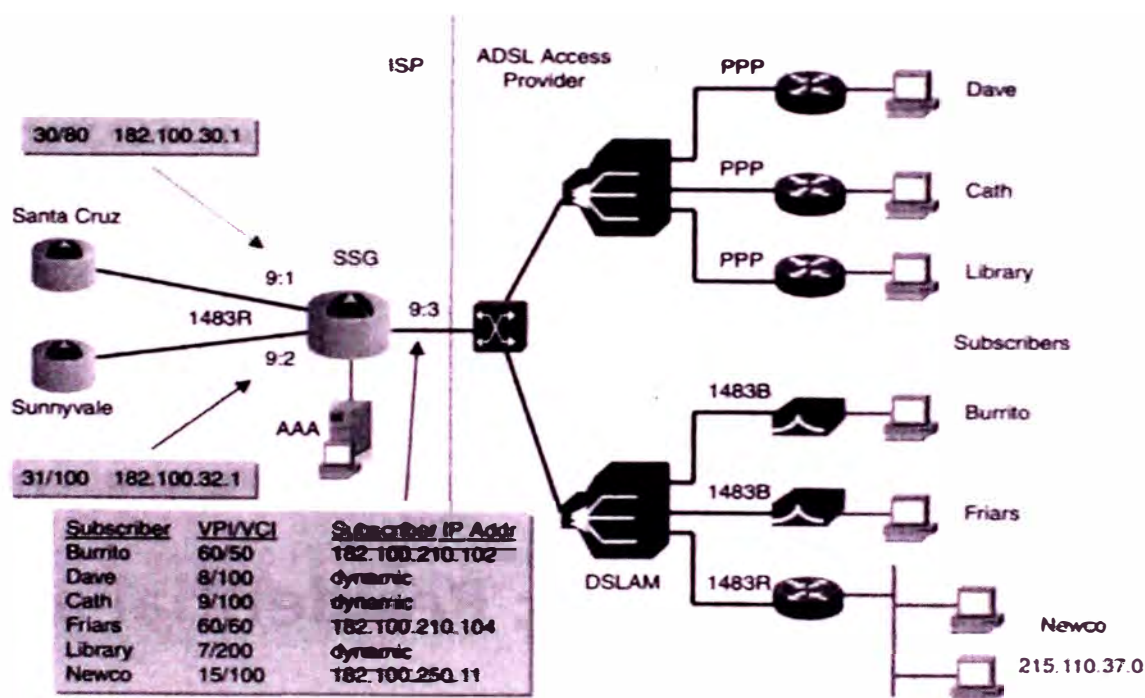 ISP
ADSL Access
Provider
PPP
Dave
30/80 182.100.30.1
PPP
Cath
Santa Cruz
SSG
9:1
PPP
Library
9:3
1483R
Subscribers
9:2
Sunnyvale
1483B
Burrito
AAA
31/100 182.100.32.1
1483B
Friars
Subscriber VPI/VCI Subscriber IP Addr
Burrito 60/50 182.100.210.102
Dave 8/100 dynamic
Cath 9/100 dynamic
Friars 60/60 182.100.210.104
Library 7/200 dynamic
Newco 15/100 182.100.250.11
DSLAM
1483R
Newco
215.110.37.0